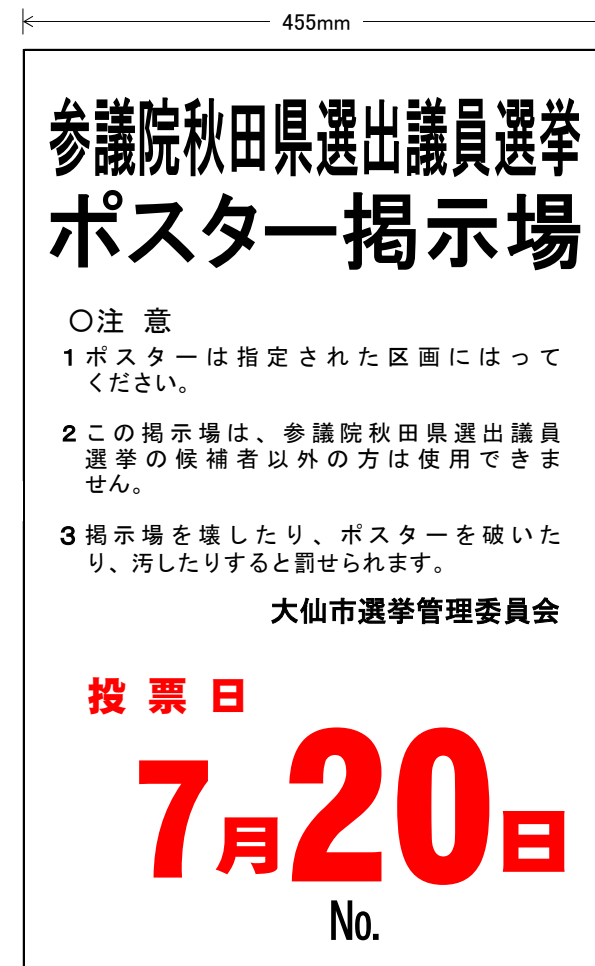 455mm
参議院秋田県選出議員選挙
ポスター掲示場
〇注 意
1 ポスターは指定された区画にはって
ください。
2 この掲示場は、参議院秋田県選出議員
選挙の候補者以外の方は使用できま
せん。
3 掲示場を壊したり、ポスターを破いた
り、汚したりすると罰せられます。
大仙市選挙管理委員会
投票日
7月20日
No.